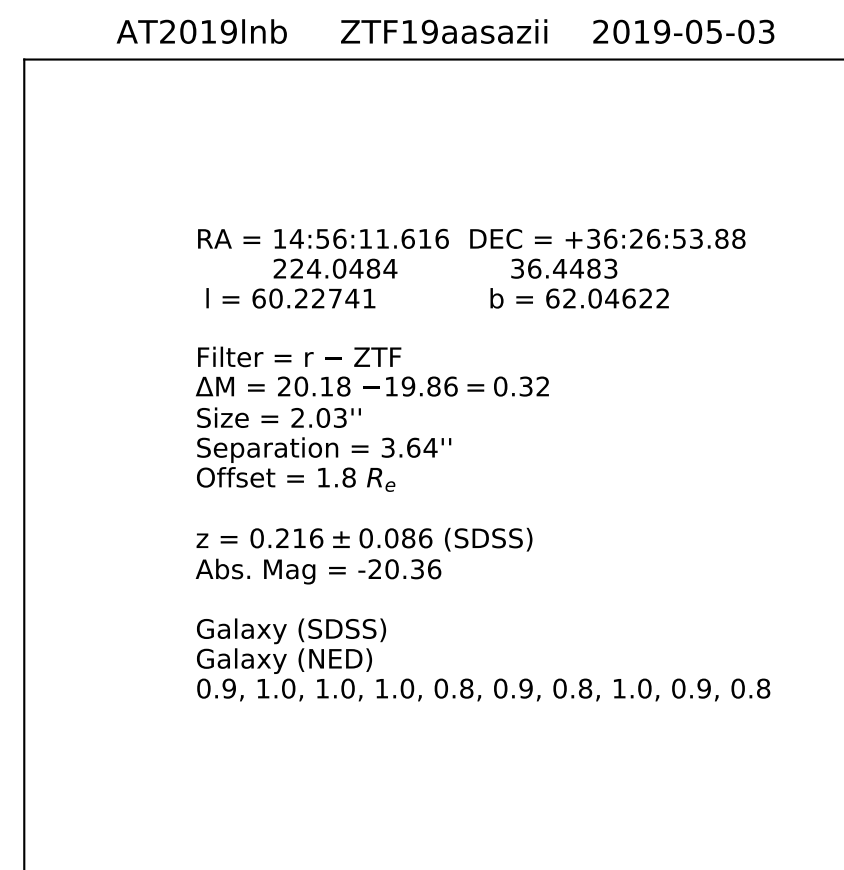 AT2019lnb ZTF19aasazii 2019-05-03
RA = 14:56:11.616 DEC = +36:26:53.88
224.0484 36.4483
l = 60.22741 b = 62.04622
Filter = r − ZTF
ΔM = 20.18 −19.86 = 0.32
Size = 2.03''
Separation = 3.64''
Offset = 1.8 Rₑ
z = 0.216 ± 0.086 (SDSS)
Abs. Mag = -20.36
Galaxy (SDSS)
Galaxy (NED)
0.9, 1.0, 1.0, 1.0, 0.8, 0.9, 0.8, 1.0, 0.9, 0.8